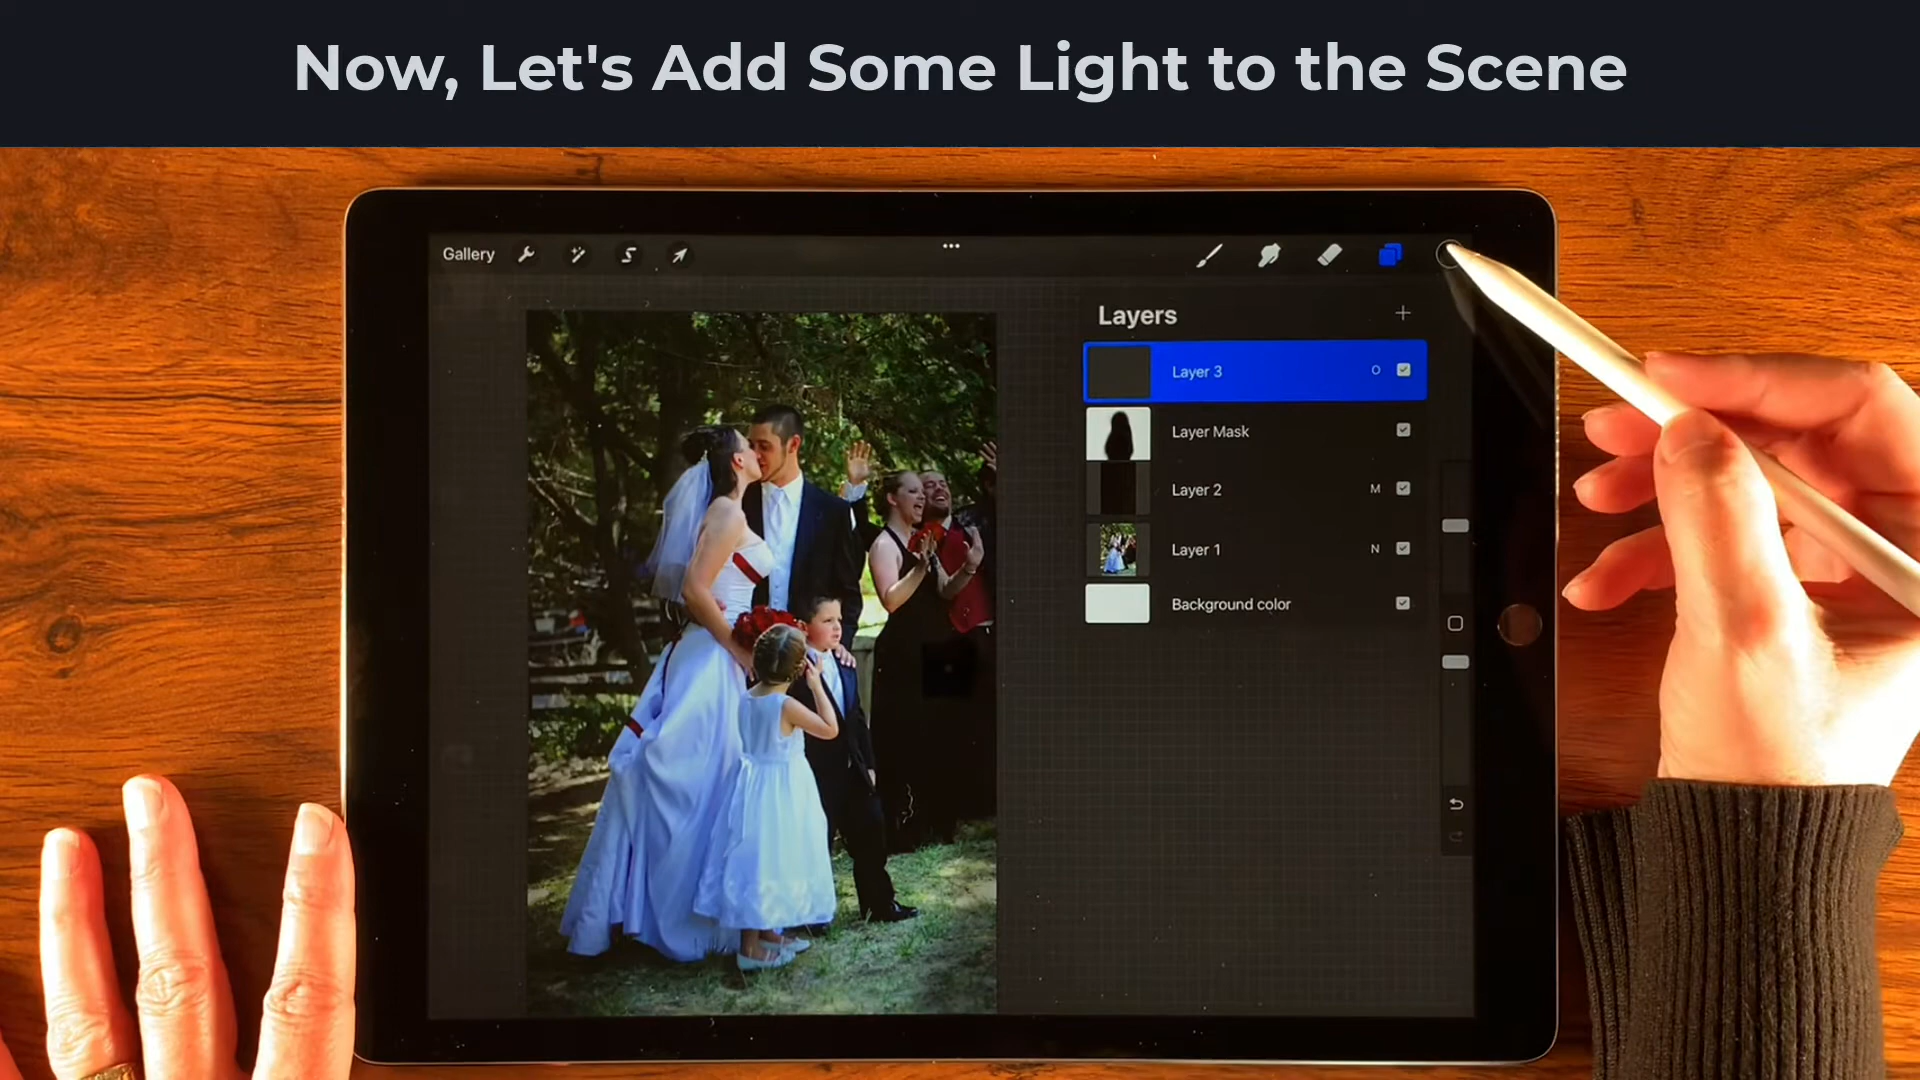 Now, Let's Add Some Light to the Scene
Gallery
Layers
Layer 3 O
Layer Mask
Layer 2 M
Layer 1 N
Background color